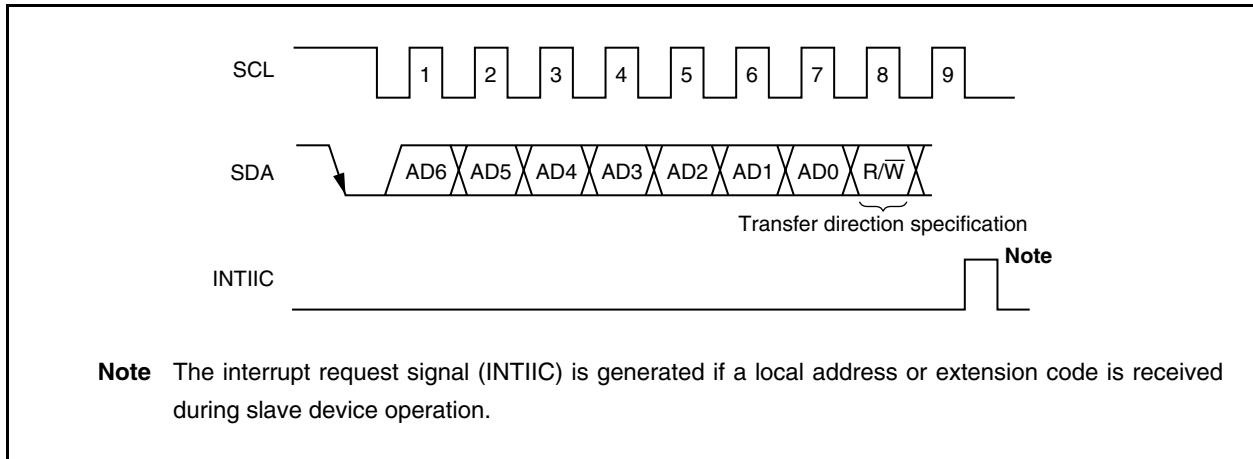 SCL 1 2 3 4 5 6 7 8 9
SDA AD6 AD5 AD4 AD3 AD2 AD1 AD0 R/W̅
Transfer direction specification
Note
INTIIC
Note The interrupt request signal (INTIIC) is generated if a local address or extension code is received
during slave device operation.